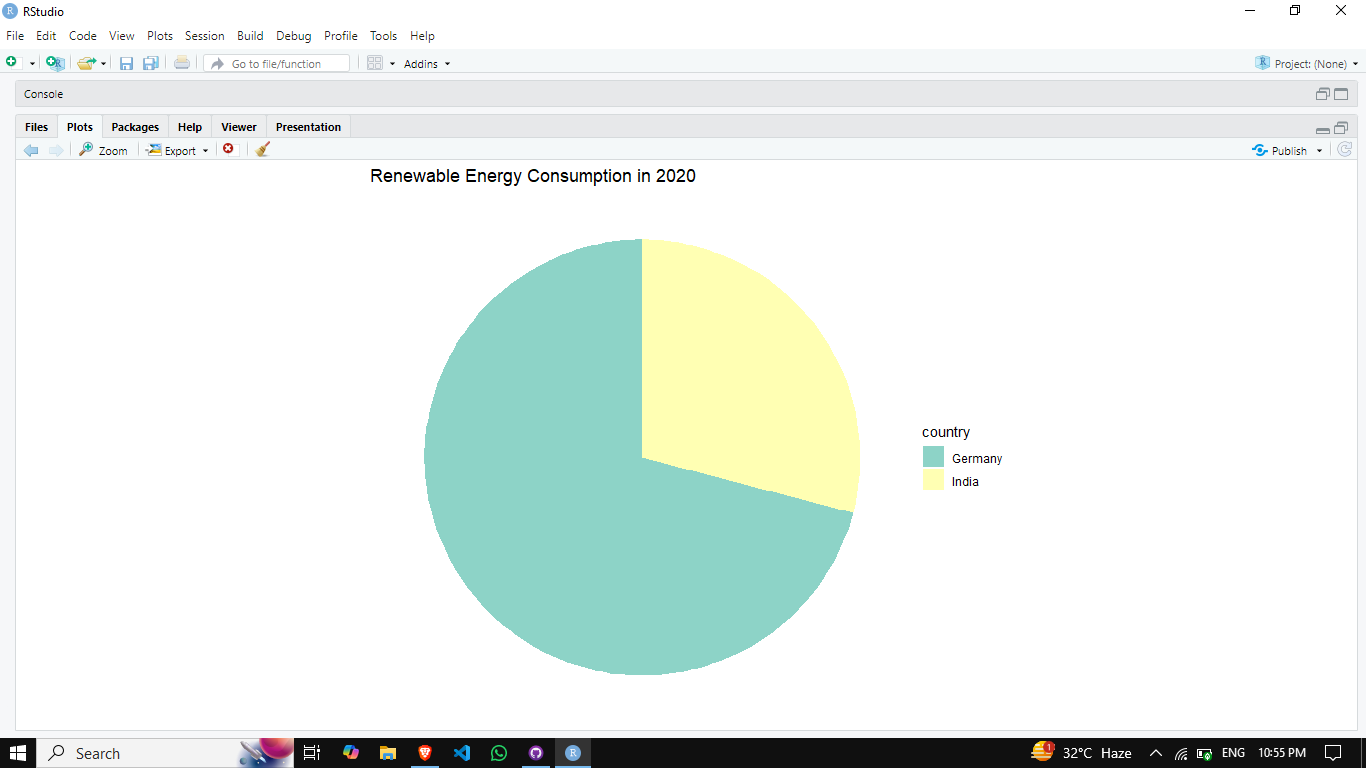 RStudio
File Edit Code View Plots Session Build Debug Profile Tools Help
Go to file/function Addins Project: (None)
Console
Files Plots Packages Help Viewer Presentation
Zoom Export Publish
Renewable Energy Consumption in 2020
country
Germany
India
Search 1 32°C Haze ENG 10:55 PM